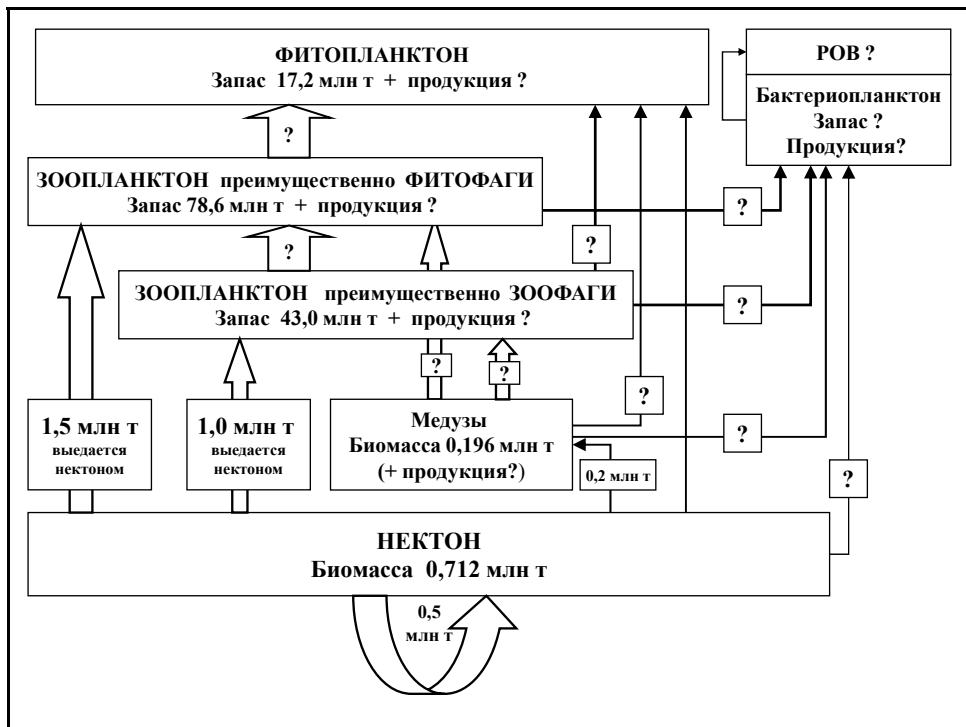 ФИТОПЛАНКТОН
Запас 17,2 млн т + продукция ?
РОВ ?
Бактериопланктон
Запас ?
Продукция?
?
ЗООПЛАНКТОН преимущественно ФИТОФАГИ
Запас 78,6 млн т + продукция ?
?
?
?
ЗООПЛАНКТОН преимущественно ЗООФАГИ
Запас 43,0 млн т + продукция ?
?
?
?
?
1,5 млн т
выедается
нектоном
1,0 млн т
выедается
нектоном
Медузы
Биомасса 0,196 млн т
(+ продукция?)
?
0,2 млн т
?
НЕКТОН
Биомасса 0,712 млн т
0,5
млн т